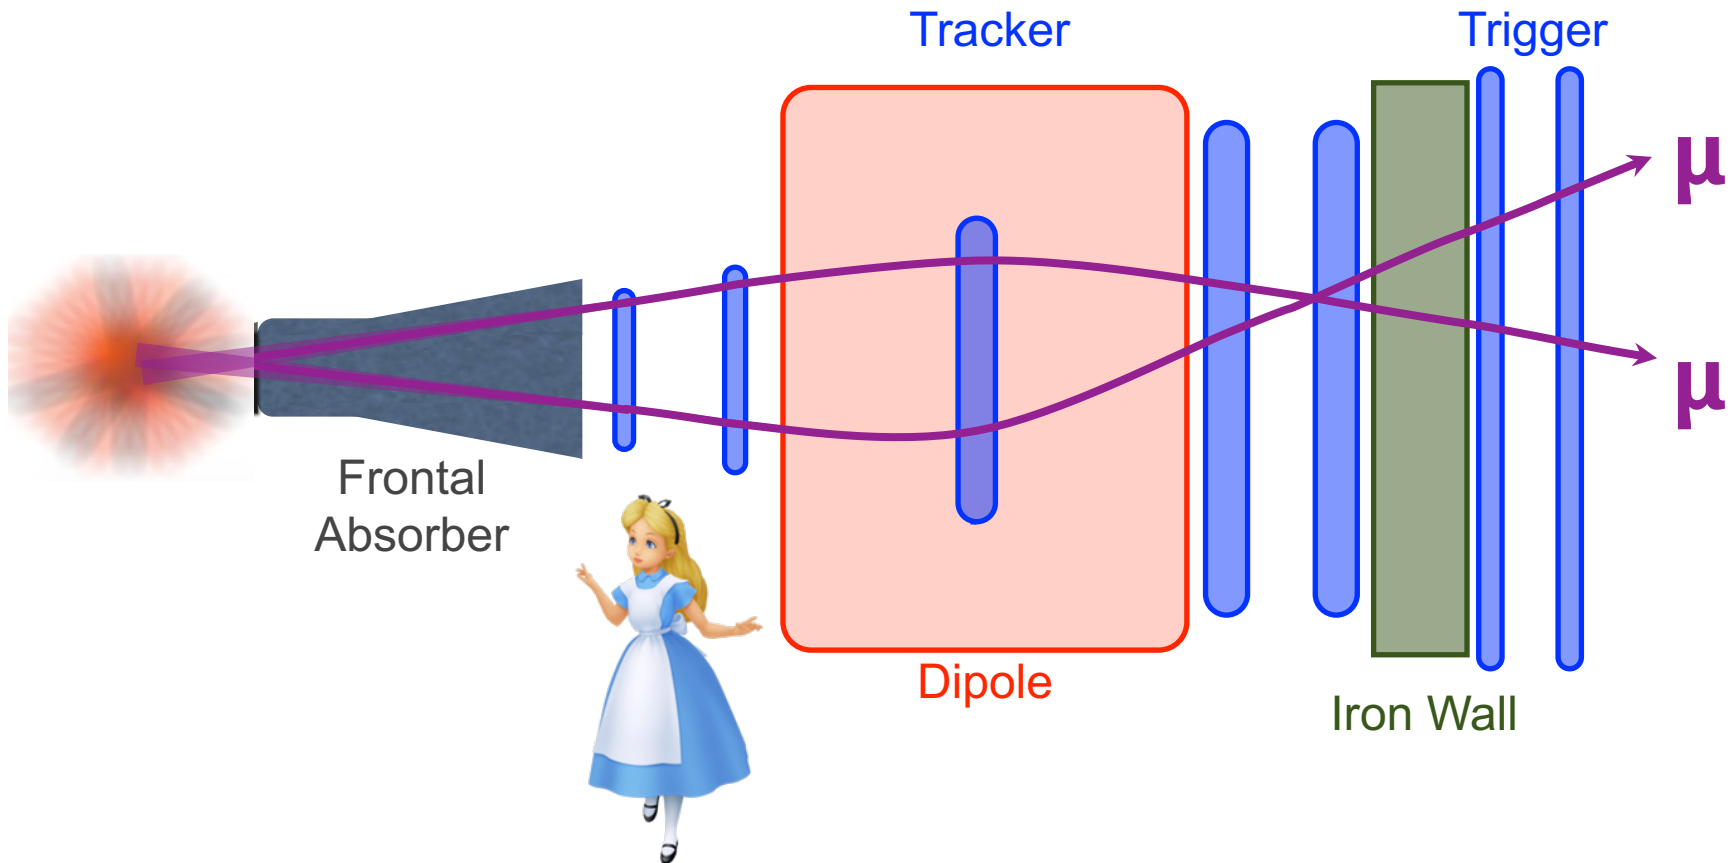 Tracker
Trigger
μ
μ
Frontal
Absorber
Dipole
Iron Wall